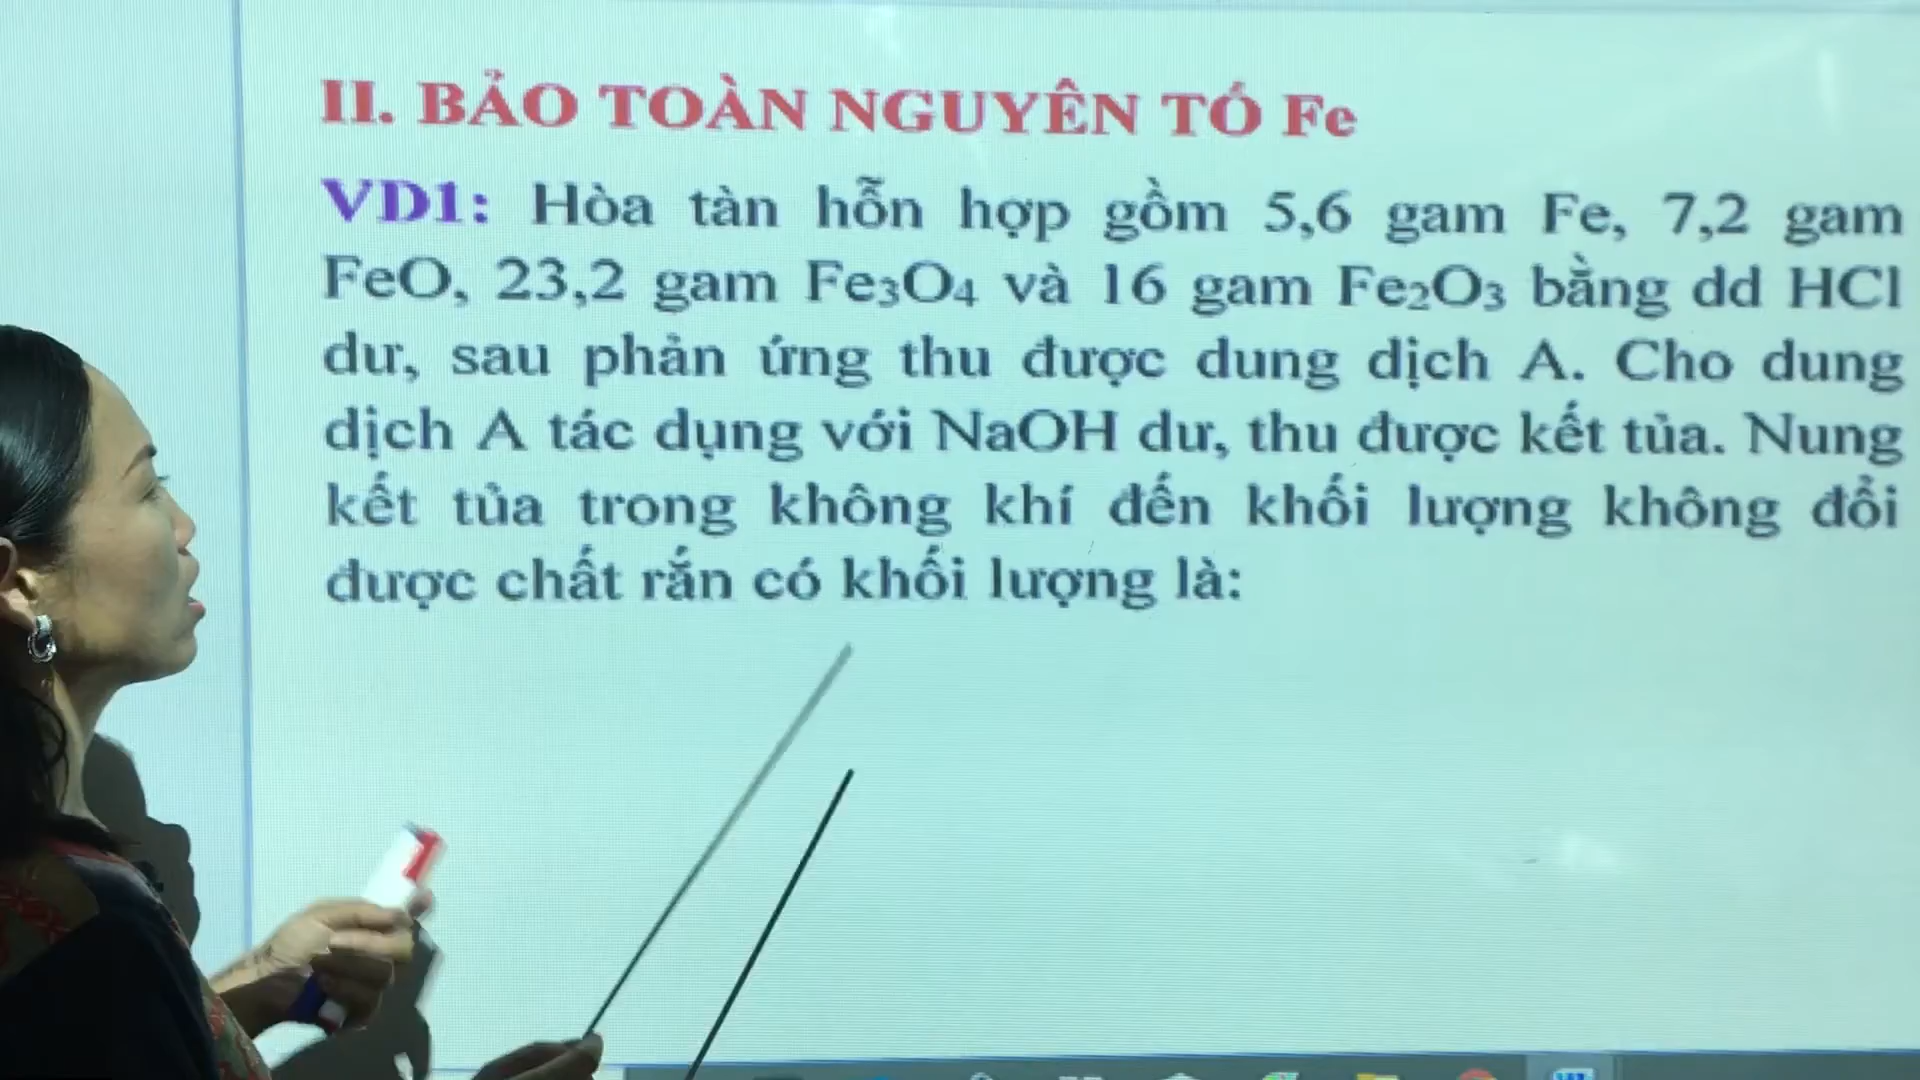 II. BẢO TOÀN NGUYÊN TÓ Fe
VD1: Hòa tàn hỗn hợp gồm 5,6 gam Fe, 7,2 gam
FeO, 23,2 gam Fe3O4 và 16 gam Fe2O3 bằng dd HCl
dư, sau phản ứng thu được dung dịch A. Cho dung
dịch A tác dụng với NaOH dư, thu được kết tủa. Nung
kết tủa trong không khí đến khối lượng không đổi
được chất rắn có khối lượng là: